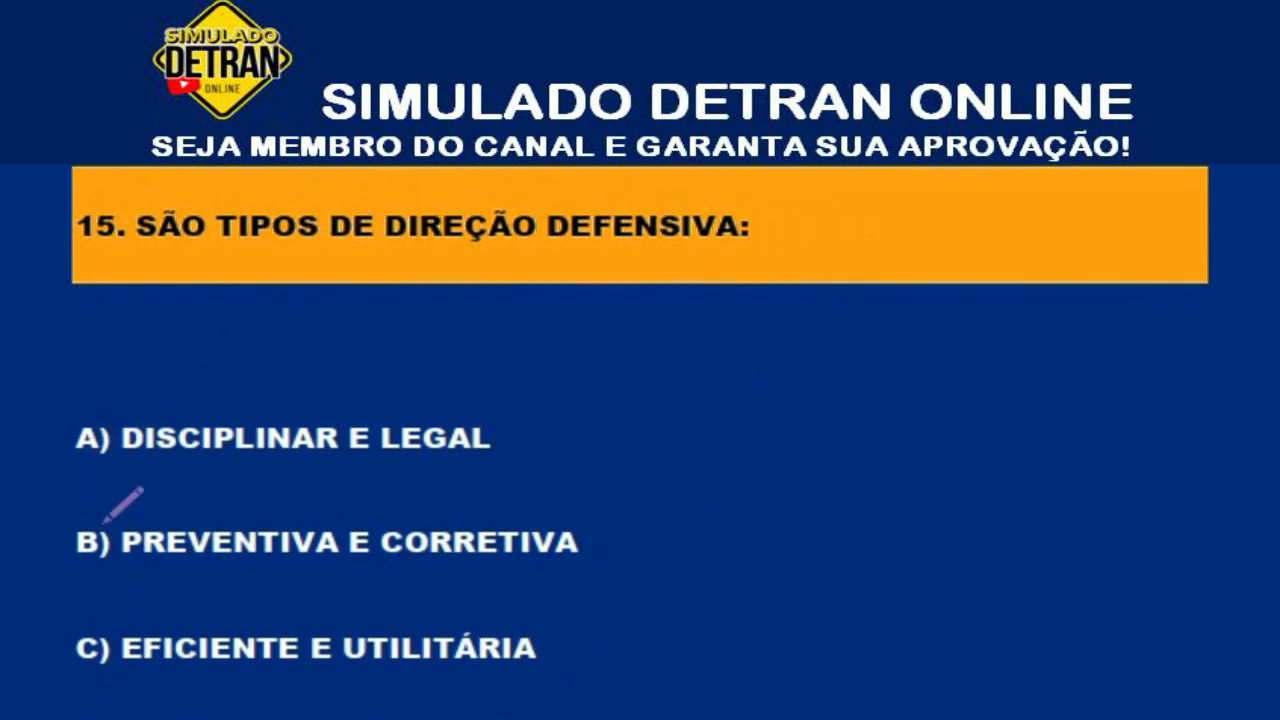 SIMULADO
DETRAN
ONLINE
SIMULADO DETRAN ONLINE
SEJA MEMBRO DO CANAL E GARANTA SUA APROVAÇÃO!
15. SÃO TIPOS DE DIREÇÃO DEFENSIVA:
A) DISCIPLINAR E LEGAL
B) PREVENTIVA E CORRETIVA
C) EFICIENTE E UTILITÁRIA